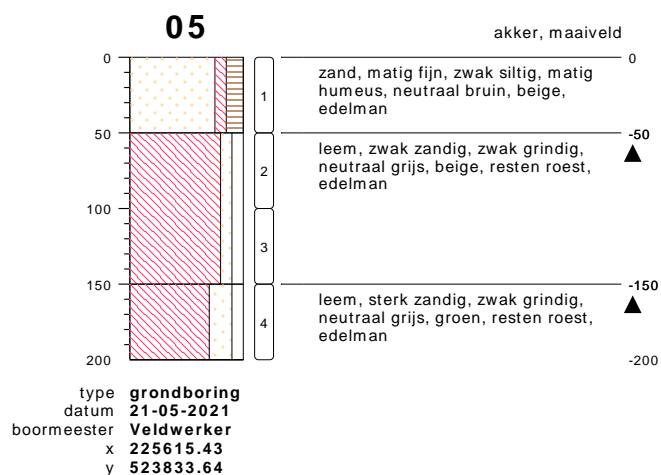 05
akker, maaiveld
0
0
1
zand, matig fijn, zwak siltig, matig
humeus, neutraal bruin, beige,
edelman
50
-50
2
leem, zwak zandig, zwak grindig,
neutraal grijs, beige, resten roest,
edelman
100
3
150
-150
4
leem, sterk zandig, zwak grindig,
neutraal grijs, groen, resten roest,
edelman
200
-200
type grondboring
datum 21-05-2021
boormeester Veldwerker
x 225615.43
y 523833.64